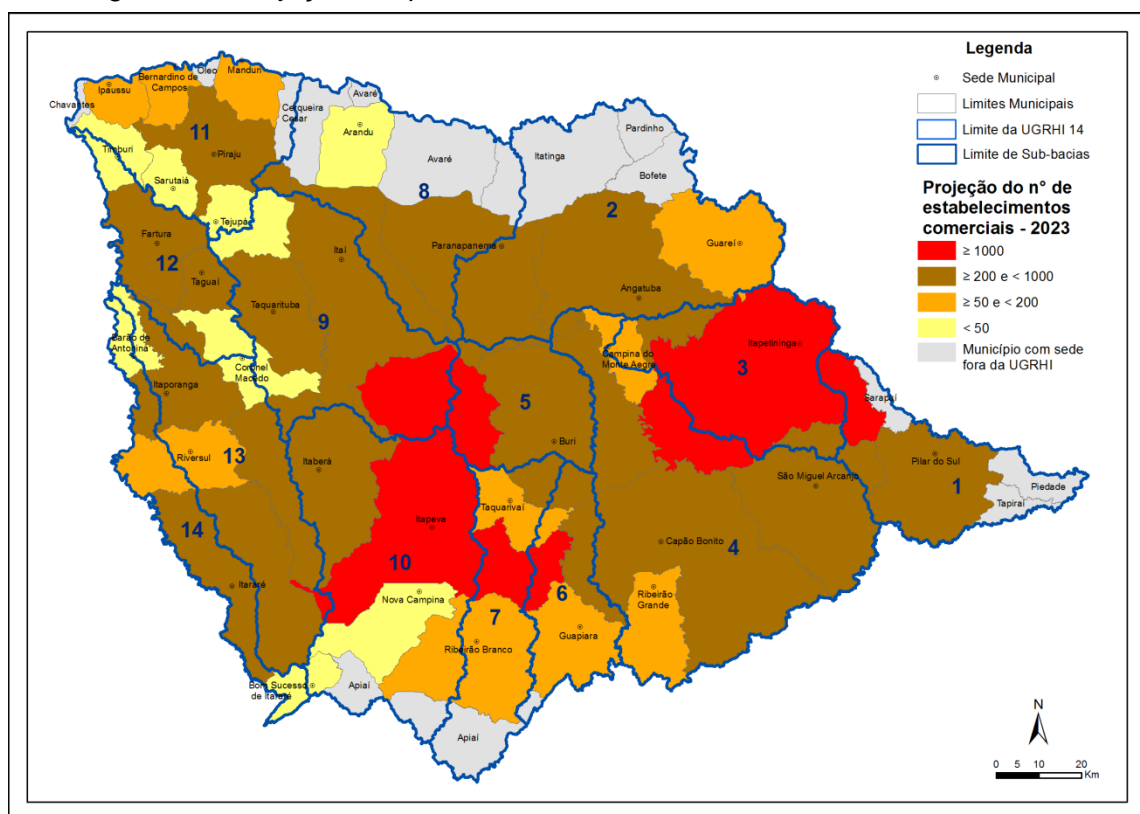 Legenda
Sede Municipal
Limites Municipais
Limite da UGRHI 14
Limite de Sub-bacias
Projeção do n° de
estabelecimentos
comerciais - 2023
≥ 1000
≥ 200 e < 1000
≥ 50 e < 200
< 50
Município com sede
fora da UGRHI
Chavantes
Ipaussu
Bernardino de
Campos
Óleo
Manduri
Cerqueira
Cesar
Avaré
Arandu
Avaré
8
Itatinga
Pardinho
Bofete
11
Piraju
Timburi
Sarutaiá
Tejupá
2
Guareí
Fartura
12
Taguaí
Itaí
Paranapanema
Angatuba
Taquarituba
9
Barão de
Antonina
Coronel
Macedo
Campina do
Monte Alegre
Itapetininga
3
Sarapuí
Itaporanga
5
Buri
Riversul
13
Itaberá
Pilar do Sul
1
Piedade
Tapiraí
São Miguel Arcanjo
Taquarivaí
Itapeva
10
14
Itararé
Capão Bonito
4
Nova Campina
6
Ribeirão
Grande
7
Ribeirão Branco
Guapiara
Bom Sucesso
de Itararé
Apiaí
Apiaí
N
0 5 10 20
Km